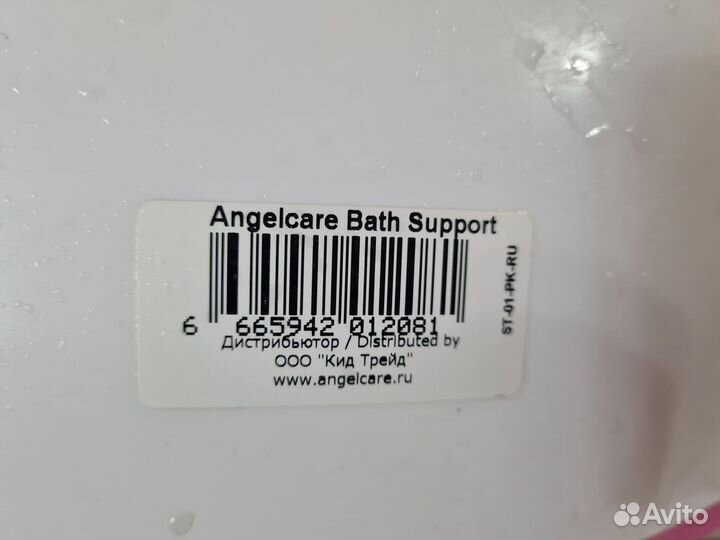 Angelcare Bath Support
6 665942 012081
Дистрибьютор / Distributed by
ООО "Кид Трейд"
www.angelcare.ru
ST-01-PK-RU
Avito